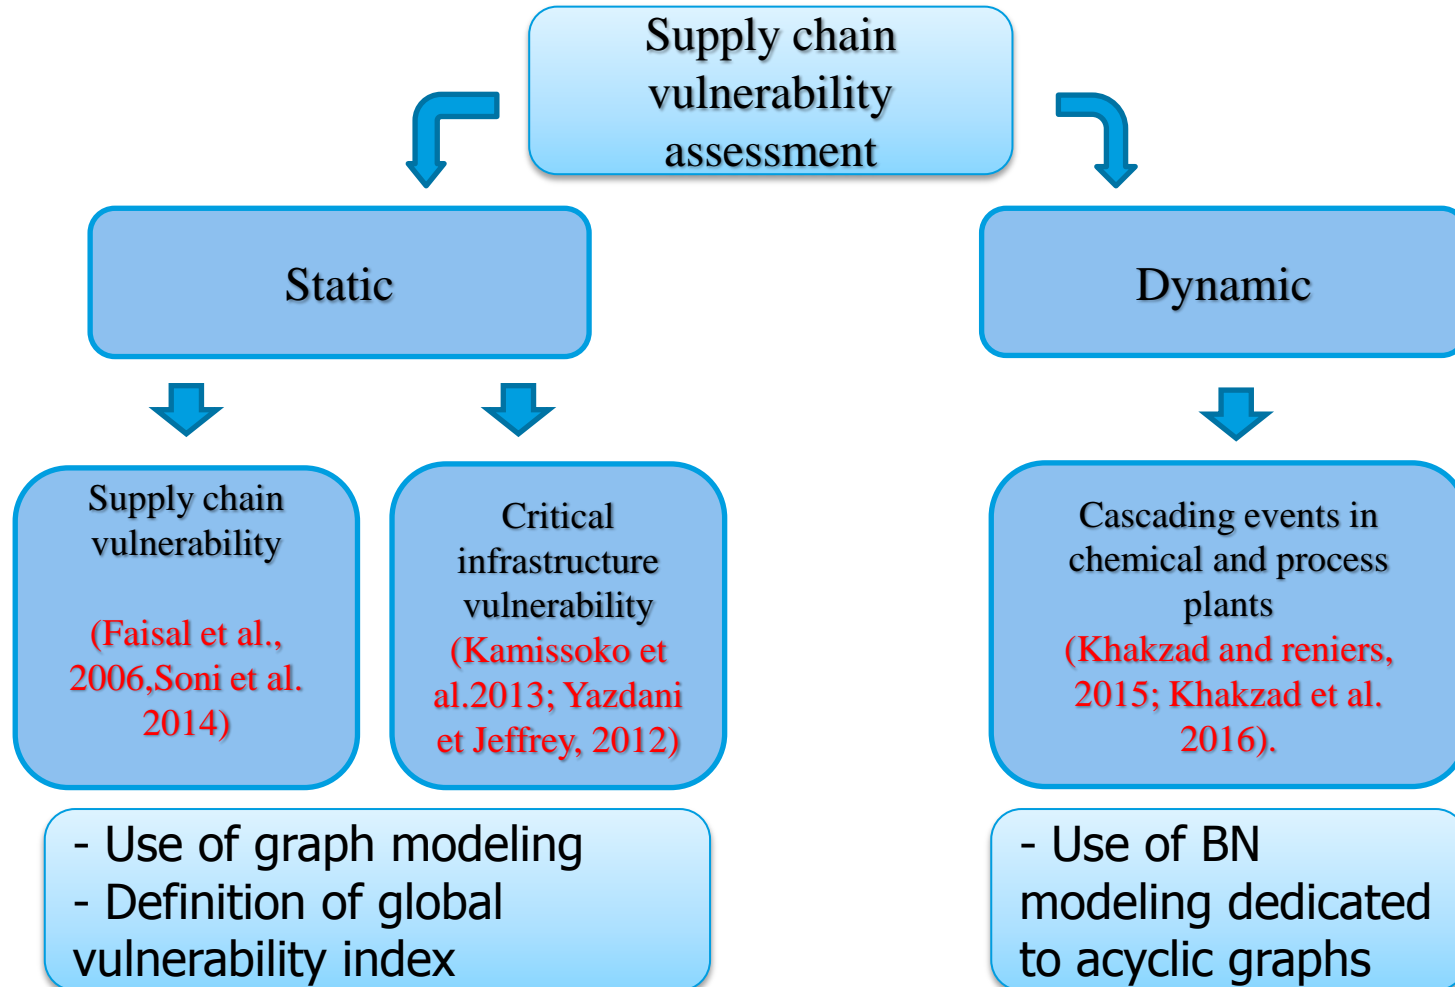 Supply chain
vulnerability
assessment
Static
Dynamic
Supply chain
vulnerability
(Faisal et al.,
2006,Soni et al.
2014)
Critical
infrastructure
vulnerability
(Kamissoko et
al.2013; Yazdani
et Jeffrey, 2012)
Cascading events in
chemical and process
plants
(Khakzad and reniers,
2015; Khakzad et al.
2016).
- Use of graph modeling
- Definition of global
vulnerability index
- Use of BN
modeling dedicated
to acyclic graphs